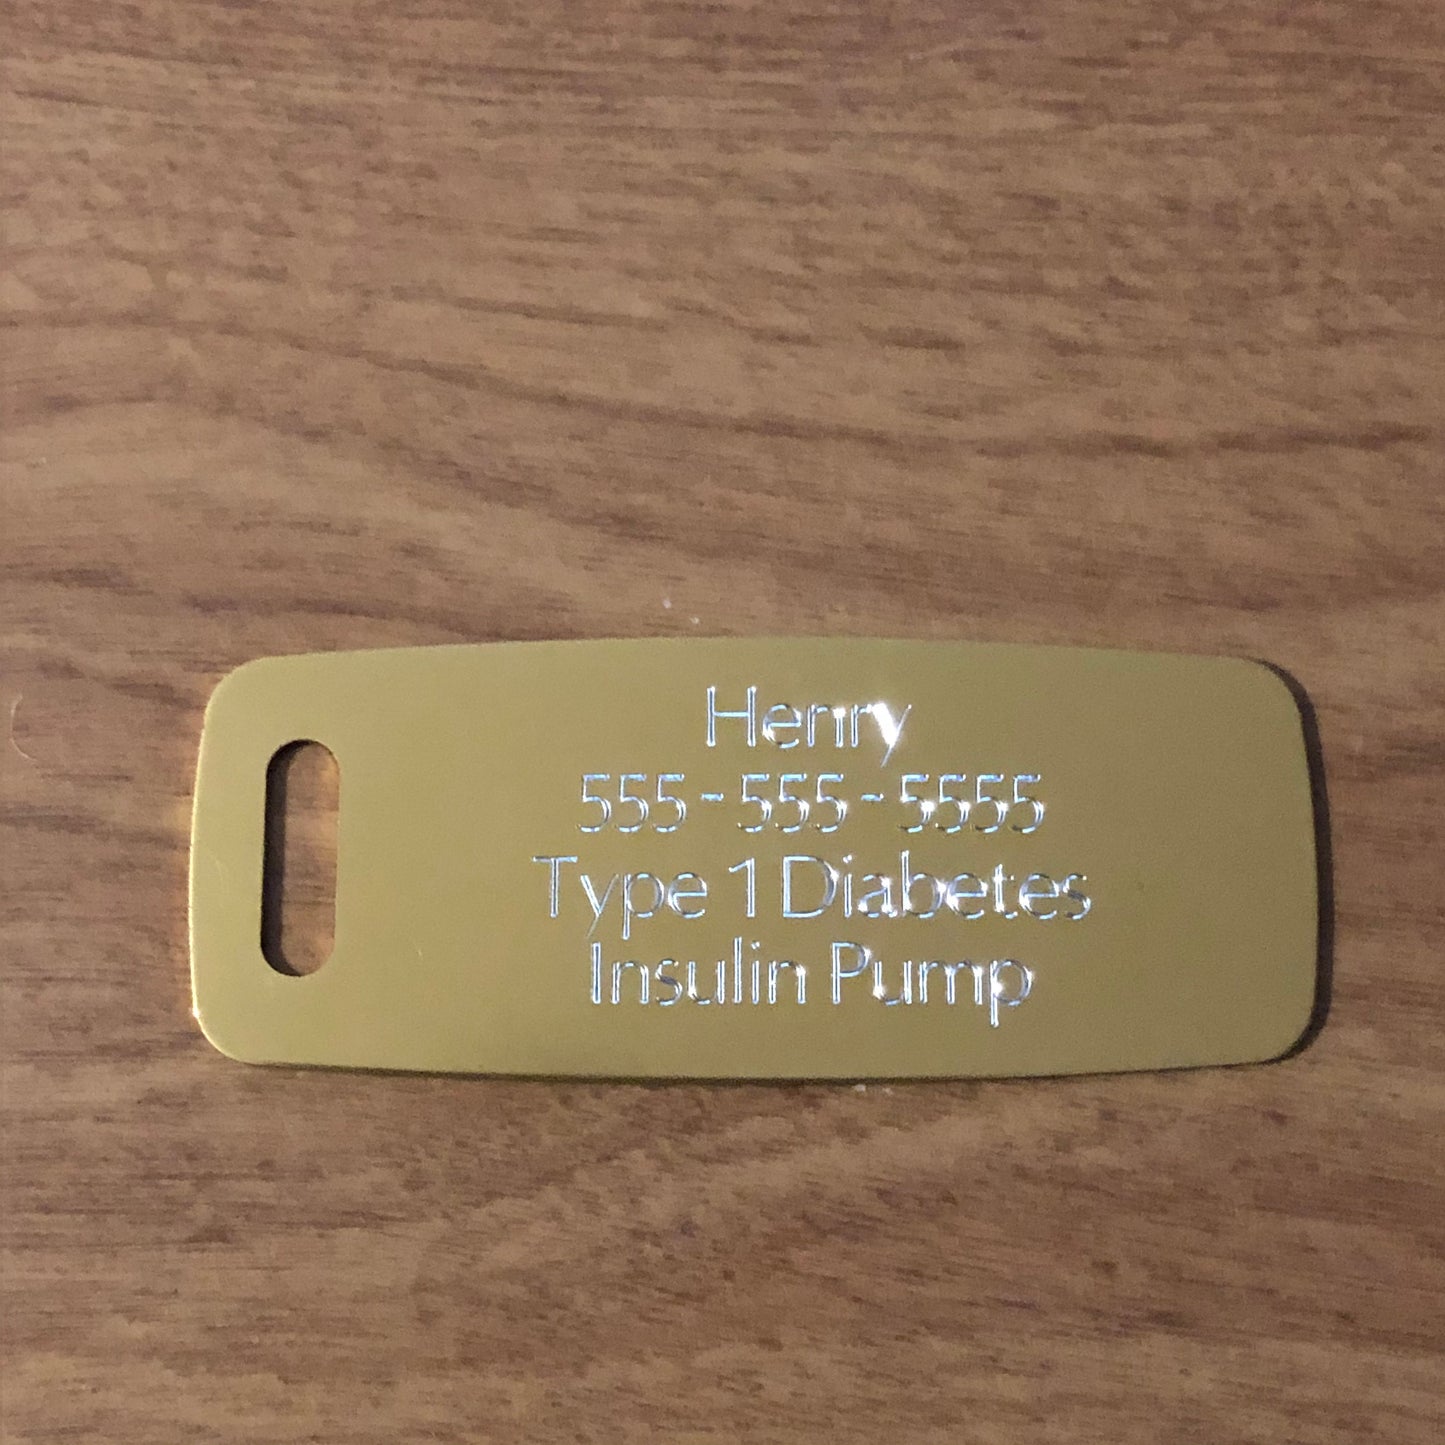 Henry
555-555-5555
Type 1 Diabetes
Insulin Pump